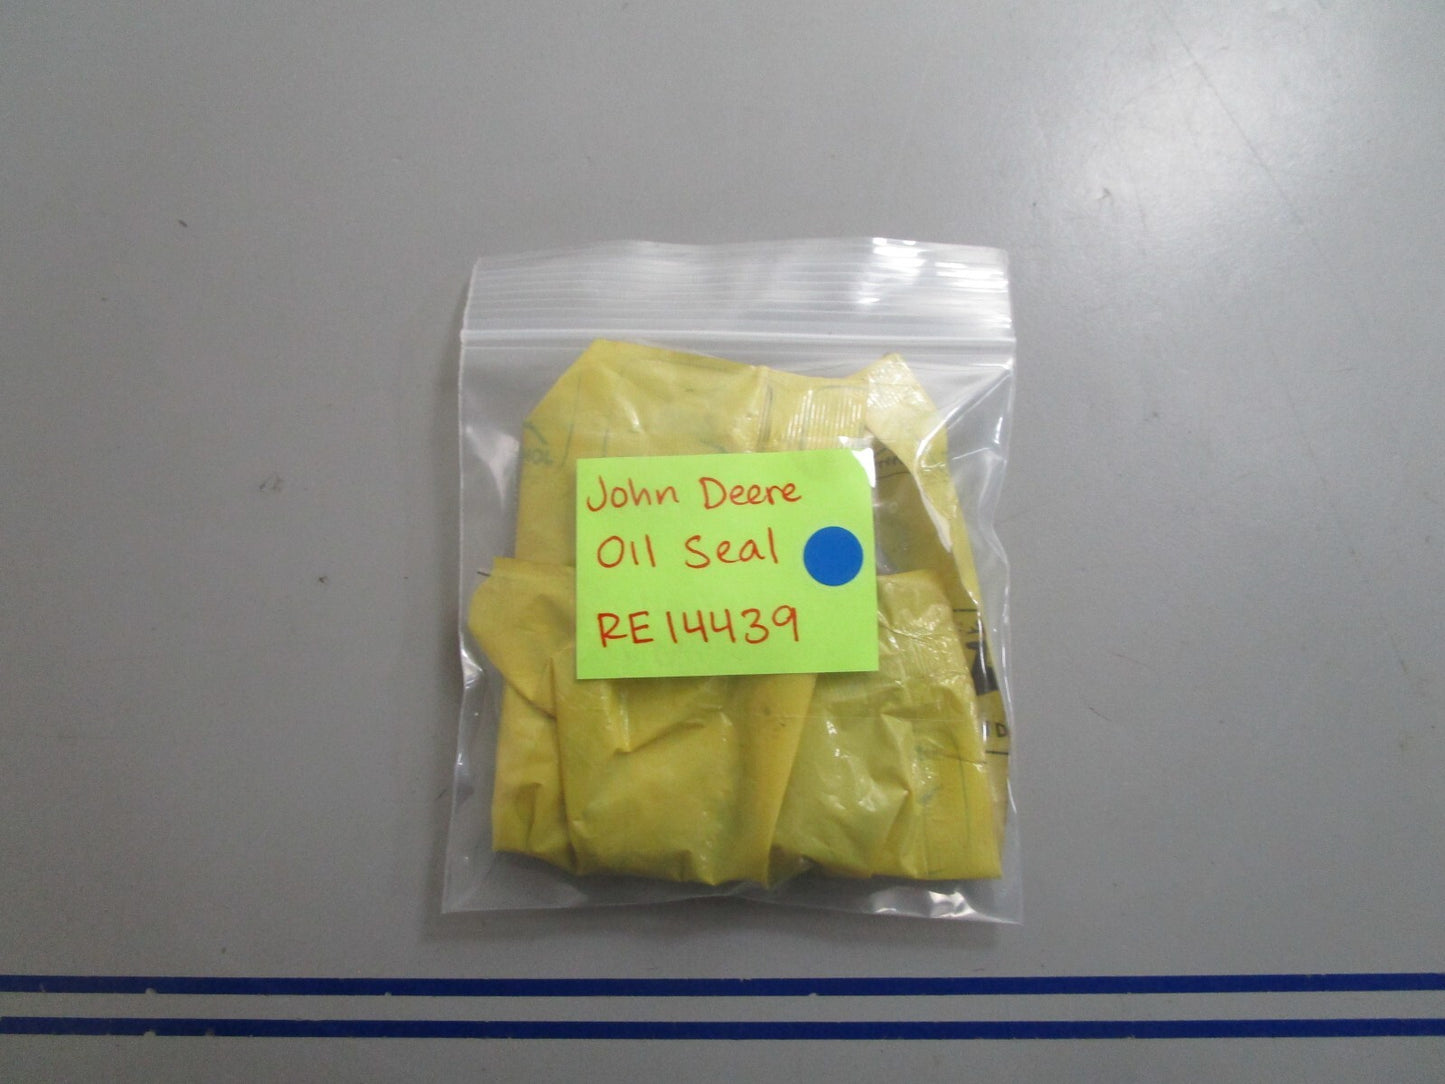 John Deere
Oil Seal
RE14439